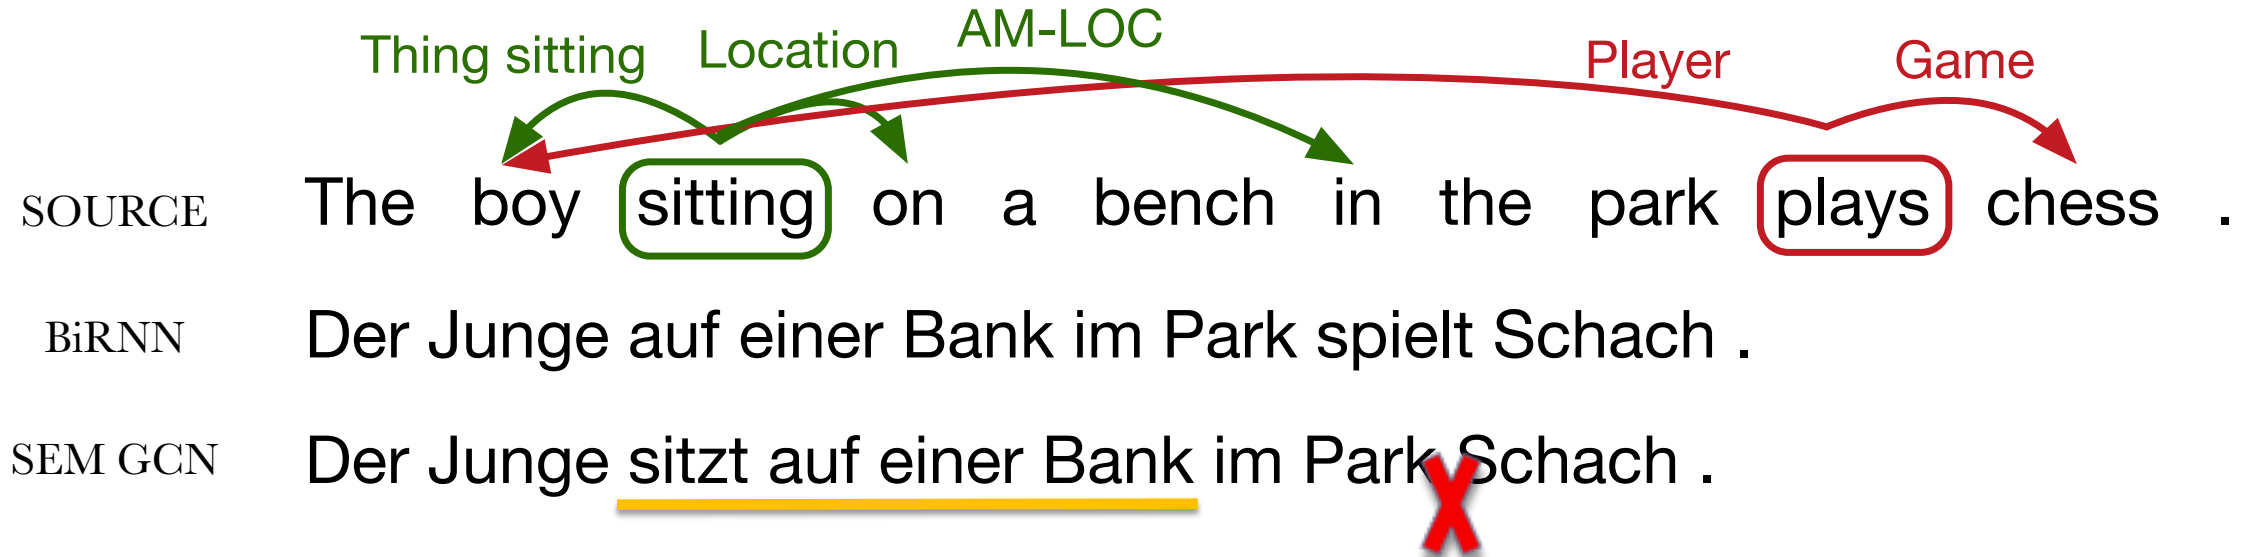 Thing sitting Location AM-LOC Player Game
SOURCE The boy sitting on a bench in the park plays chess .
BiRNN Der Junge auf einer Bank im Park spielt Schach .
SEM GCN Der Junge sitzt auf einer Bank im Park Schach .